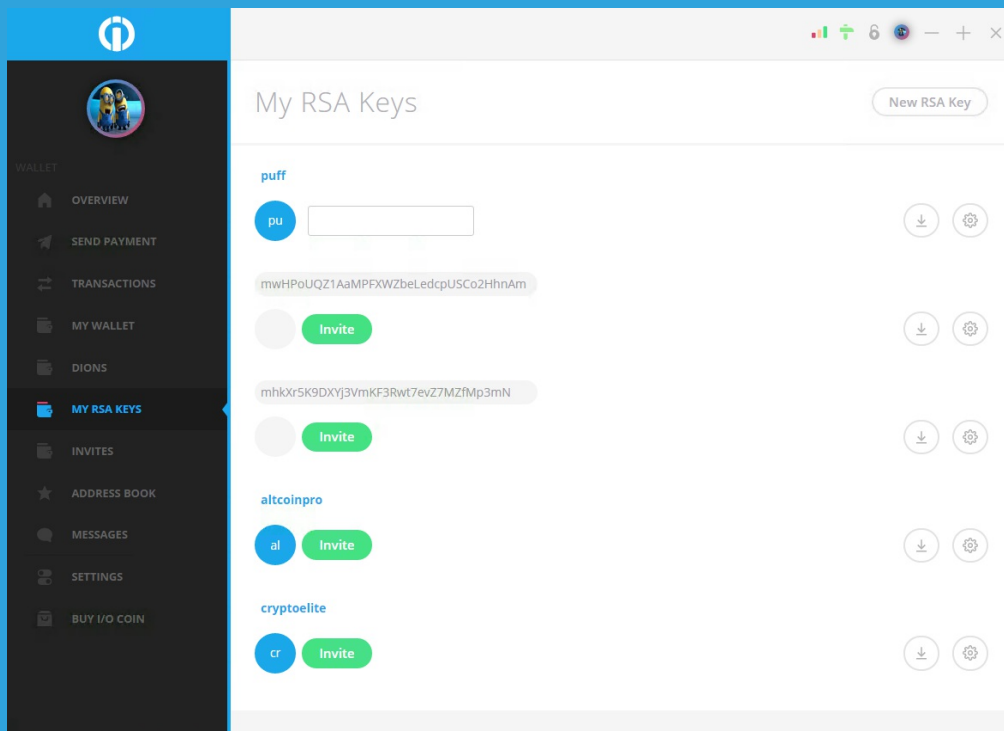 My RSA Keys
New RSA Key
WALLET
OVERVIEW
SEND PAYMENT
TRANSACTIONS
MY WALLET
DIONS
MY RSA KEYS
INVITES
ADDRESS BOOK
MESSAGES
SETTINGS
BUY I/O COIN
puff
pu
mwHPoUQZ1AaMPFXWZbeLedcpUSCo2HhnAm
Invite
mhkXr5K9DXYj3VmKF3Rwt7evZ7MZfMp3mN
Invite
altcoinpro
al
Invite
cryptoelite
cr
Invite